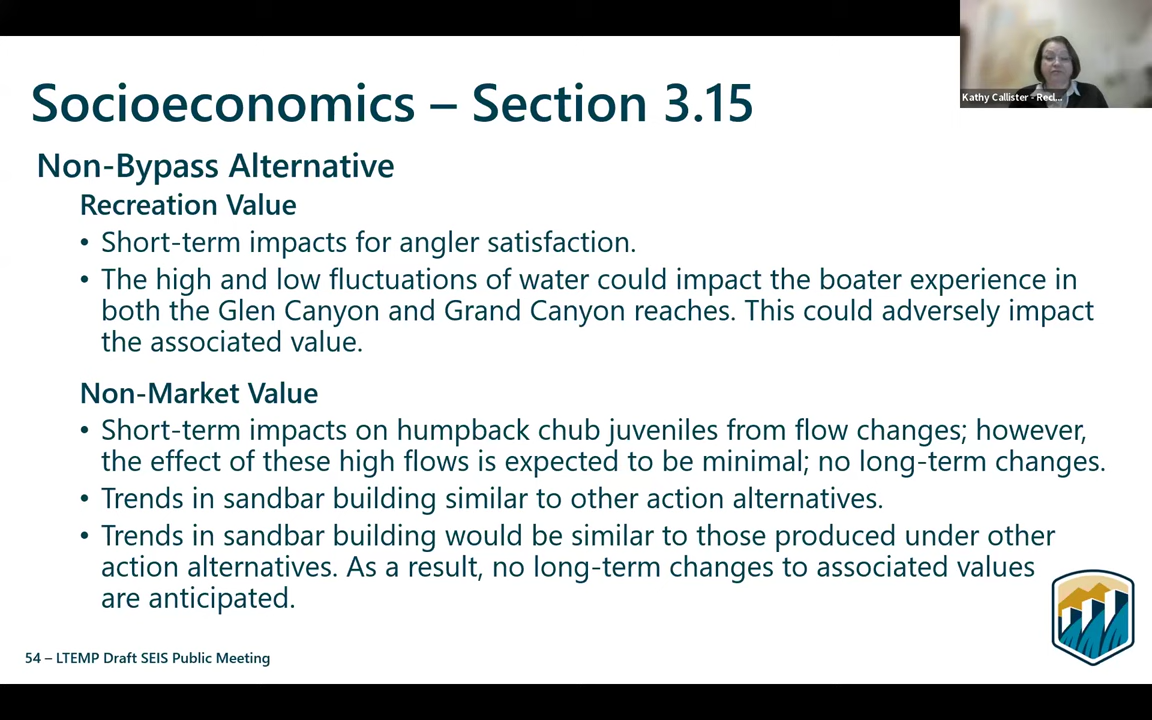 Socioeconomics – Section 3.15
Kathy Callister - Recl...
Non-Bypass Alternative
Recreation Value
• Short-term impacts for angler satisfaction.
• The high and low fluctuations of water could impact the boater experience in
both the Glen Canyon and Grand Canyon reaches. This could adversely impact
the associated value.
Non-Market Value
• Short-term impacts on humpback chub juveniles from flow changes; however,
the effect of these high flows is expected to be minimal; no long-term changes.
• Trends in sandbar building similar to other action alternatives.
• Trends in sandbar building would be similar to those produced under other
action alternatives. As a result, no long-term changes to associated values
are anticipated.
54 – LTEMP Draft SEIS Public Meeting